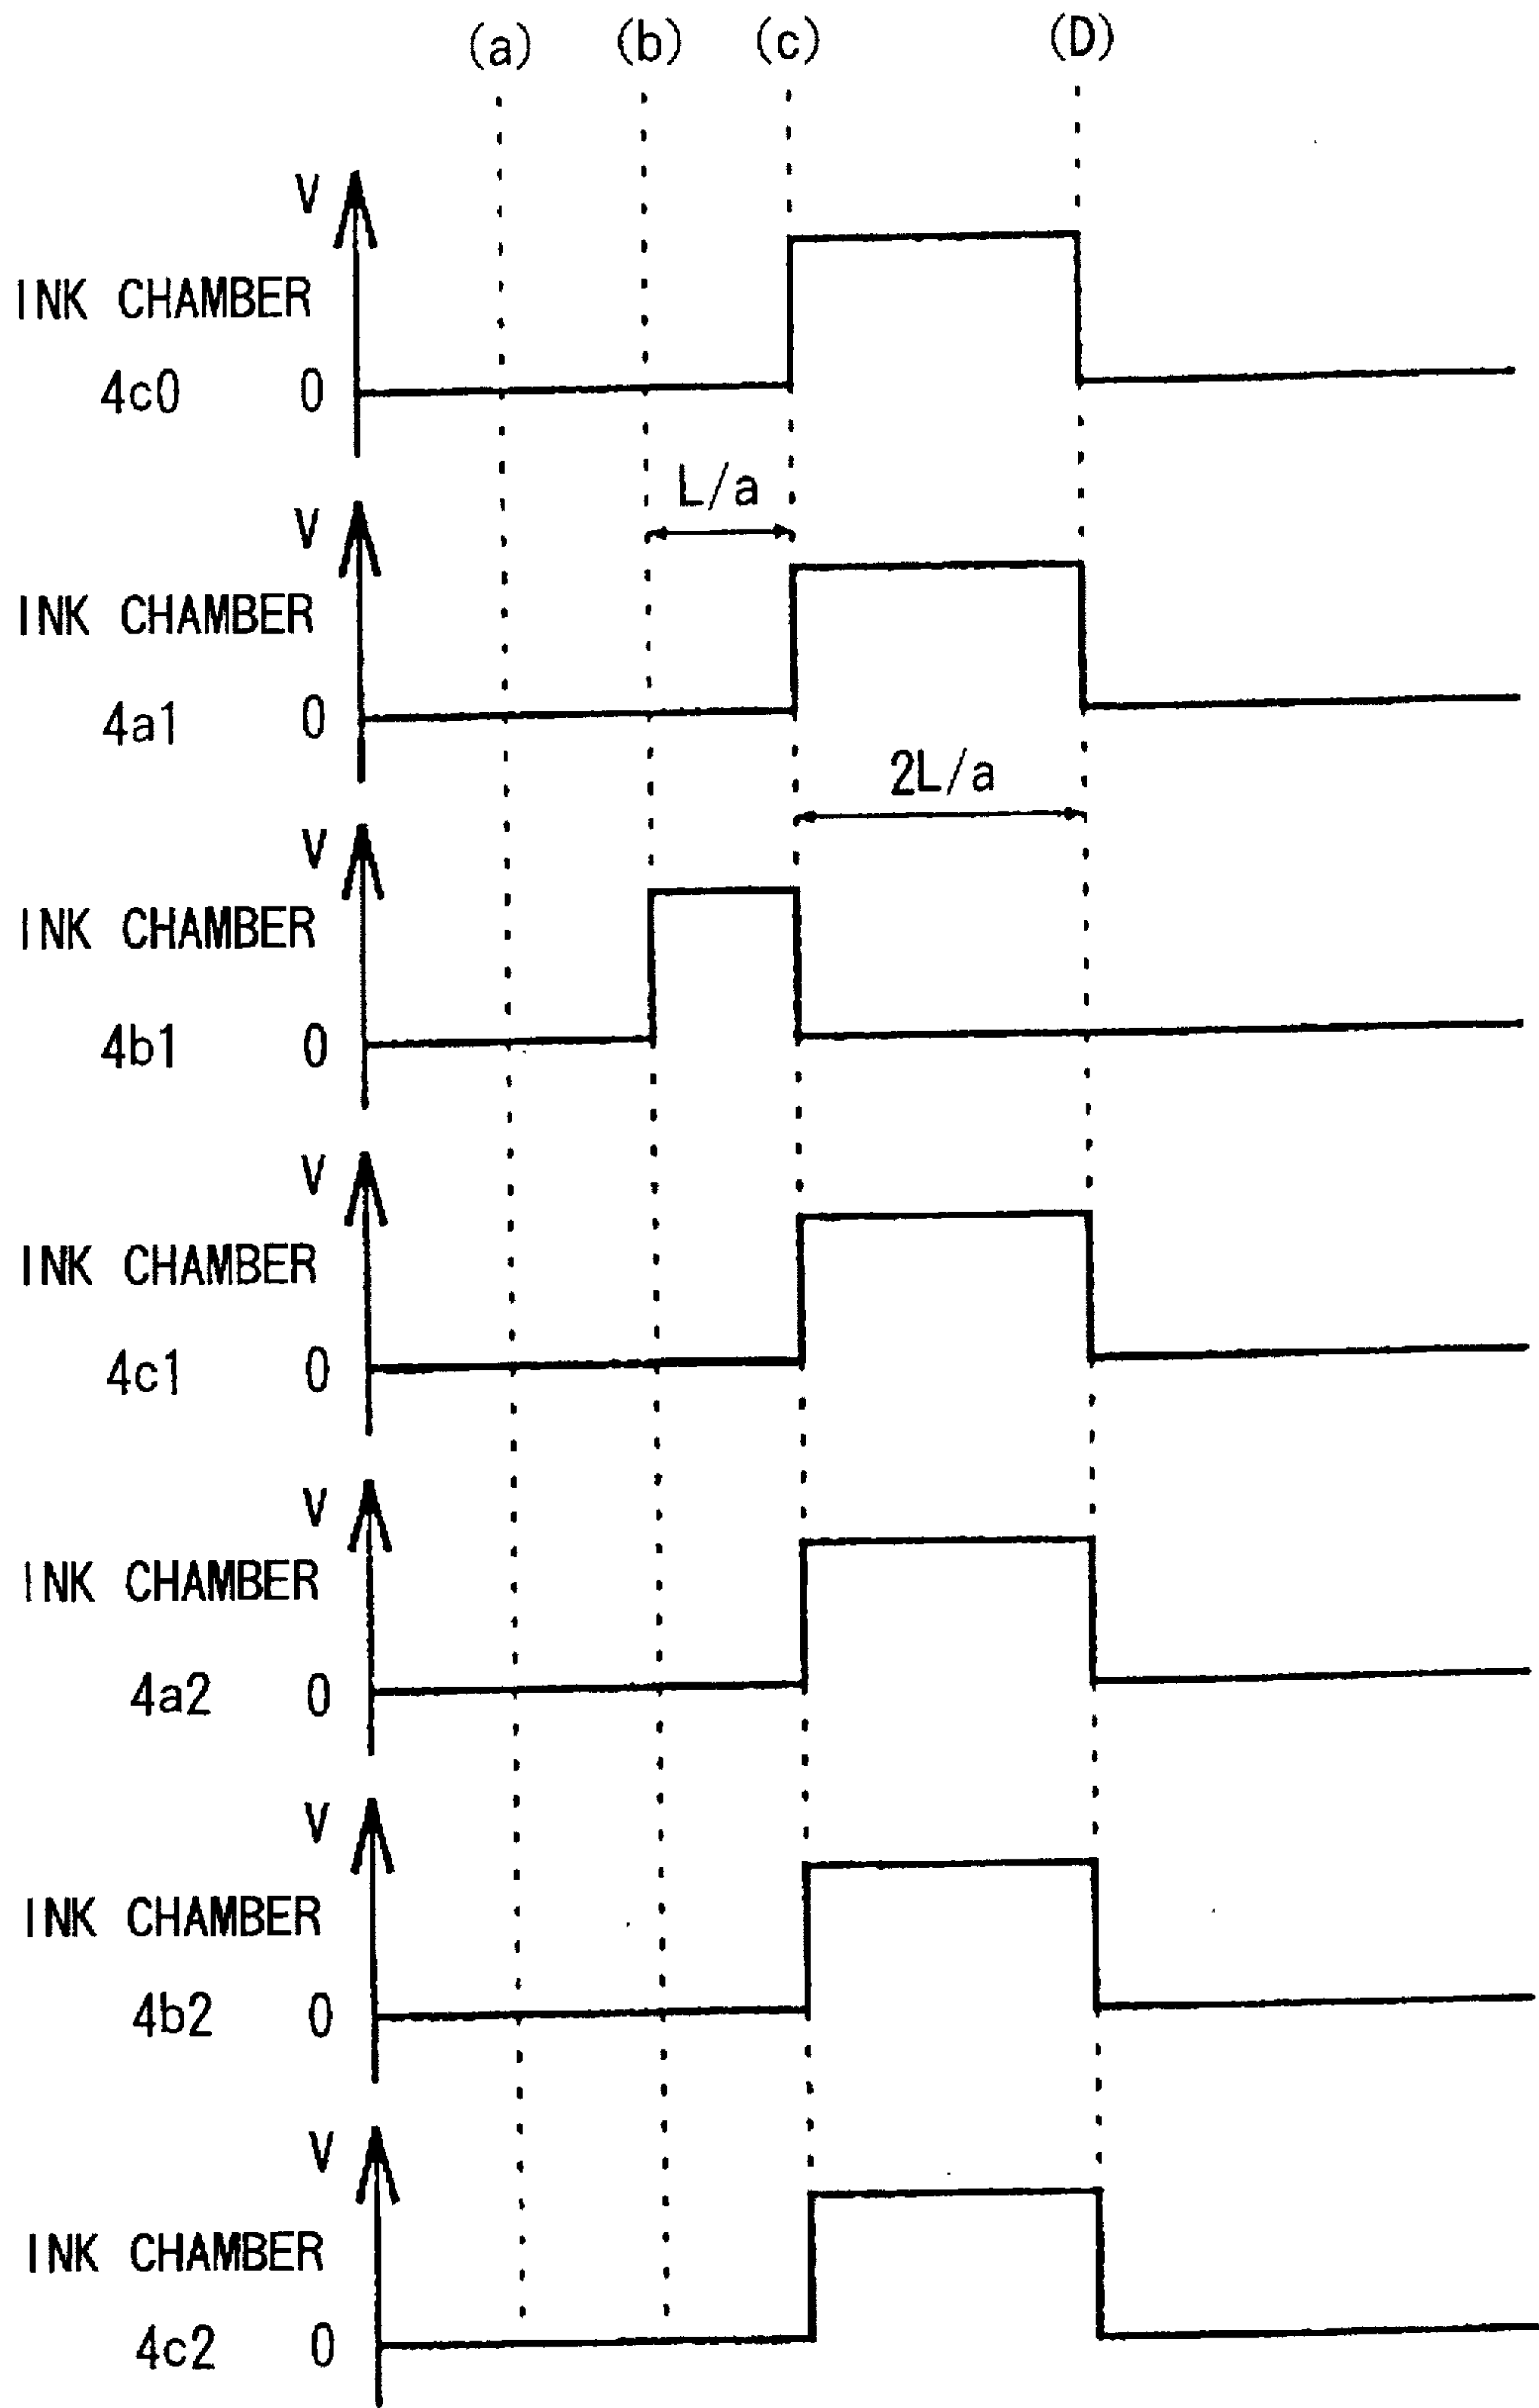 (a) (b) (c) (D)
V
INK CHAMBER
4c0 0
L/a
V
INK CHAMBER
4a1 0
2L/a
V
INK CHAMBER
4b1 0
V
INK CHAMBER
4c1 0
V
INK CHAMBER
4a2 0
V
INK CHAMBER
4b2 0
V
INK CHAMBER
4c2 0